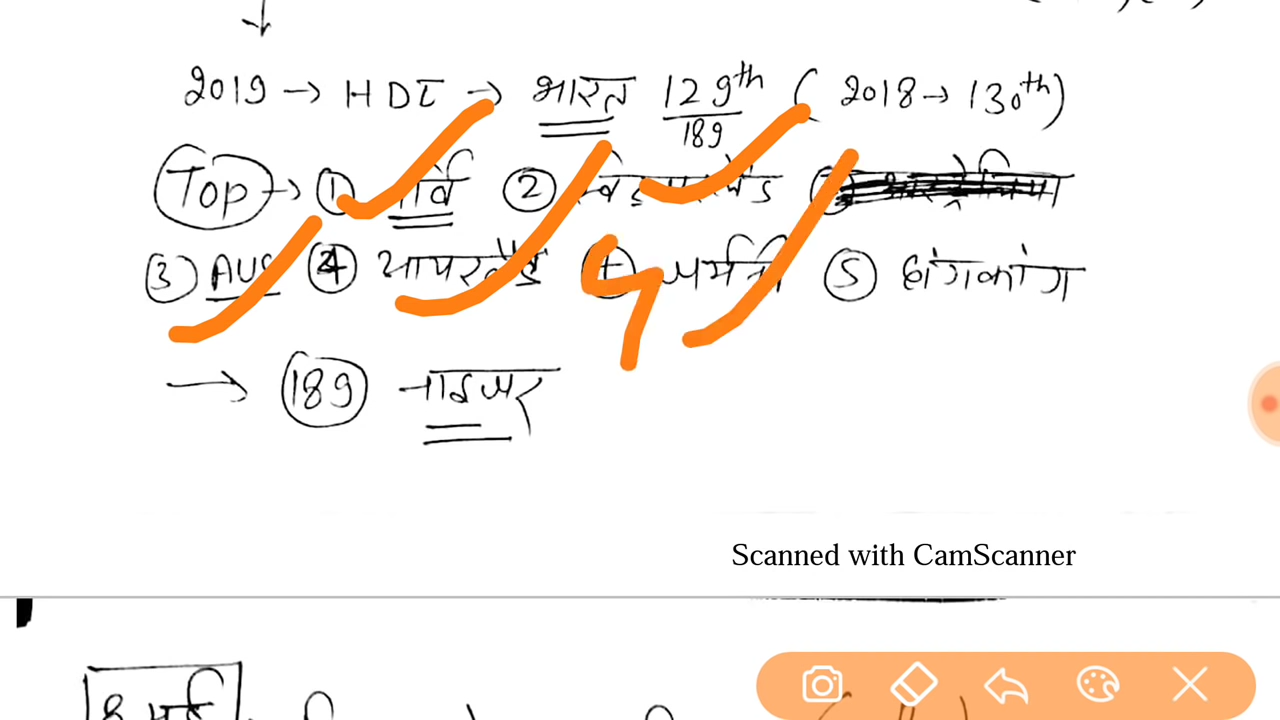 2019 → HDI → भारत 129th/189 (2018 → 130th)
Top → ① नार्वे ② स्विट्जरलैंड
③ AUS ④ आयरलैंड 4 जर्मनी ⑤ हांगकांग
→ 189 नाइजर
Scanned with CamScanner